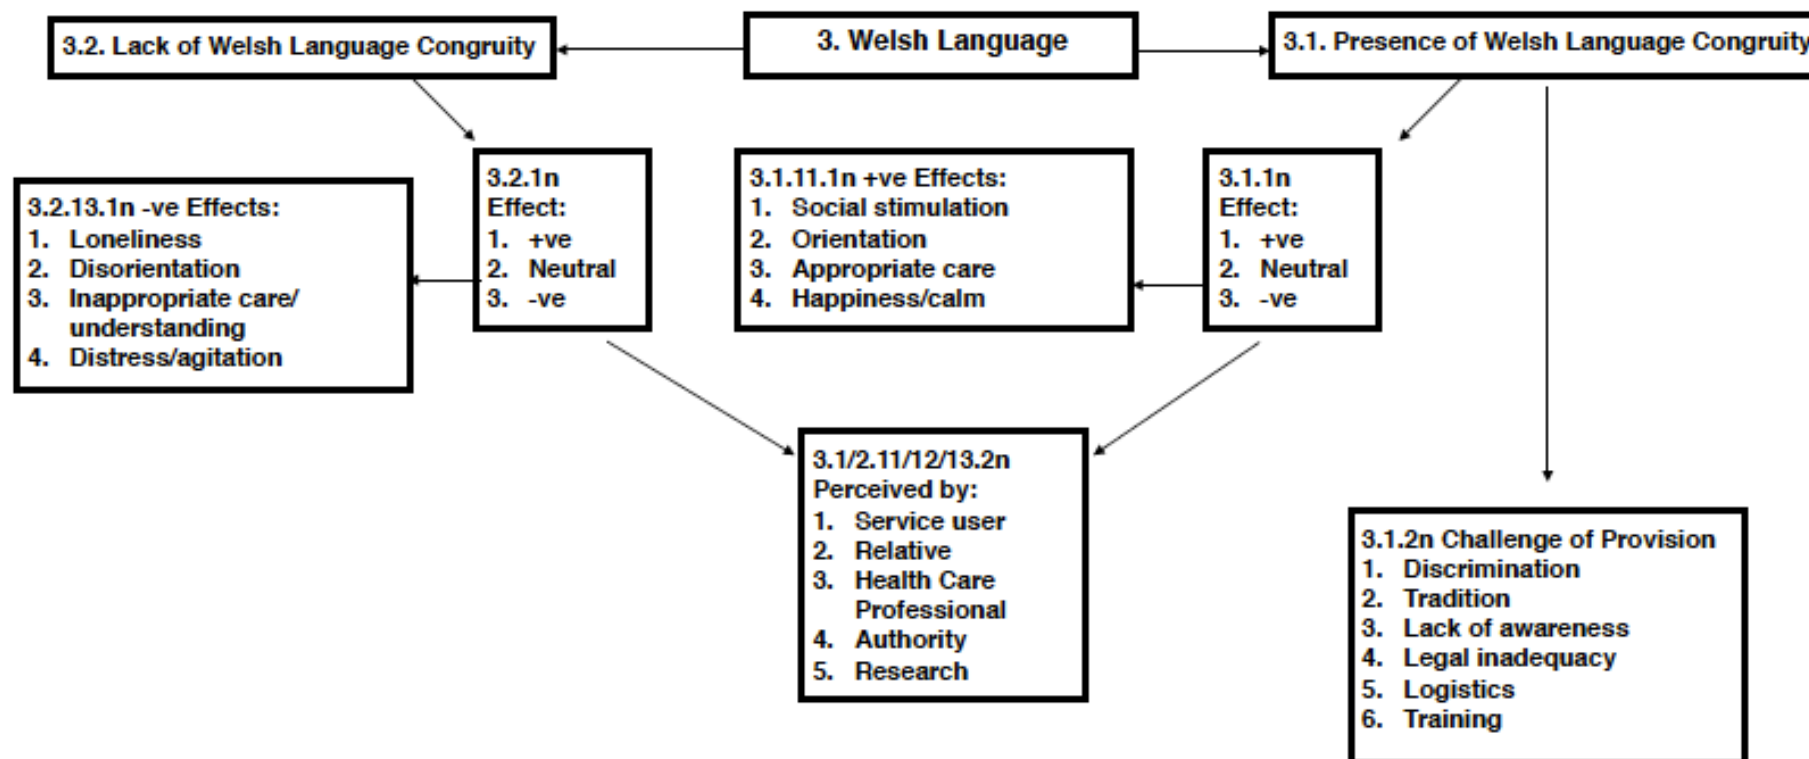 3.2. Lack of Welsh Language Congruity
3. Welsh Language
3.1. Presence of Welsh Language Congruity
3.2.13.1n -ve Effects:
1. Loneliness
2. Disorientation
3. Inappropriate care/
understanding
4. Distress/agitation
3.2.1n
Effect:
1. +ve
2. Neutral
3. -ve
3.1.11.1n +ve Effects:
1. Social stimulation
2. Orientation
3. Appropriate care
4. Happiness/calm
3.1.1n
Effect:
1. +ve
2. Neutral
3. -ve
3.1/2.11/12/13.2n
Perceived by:
1. Service user
2. Relative
3. Health Care
Professional
4. Authority
5. Research
3.1.2n Challenge of Provision
1. Discrimination
2. Tradition
3. Lack of awareness
4. Legal inadequacy
5. Logistics
6. Training